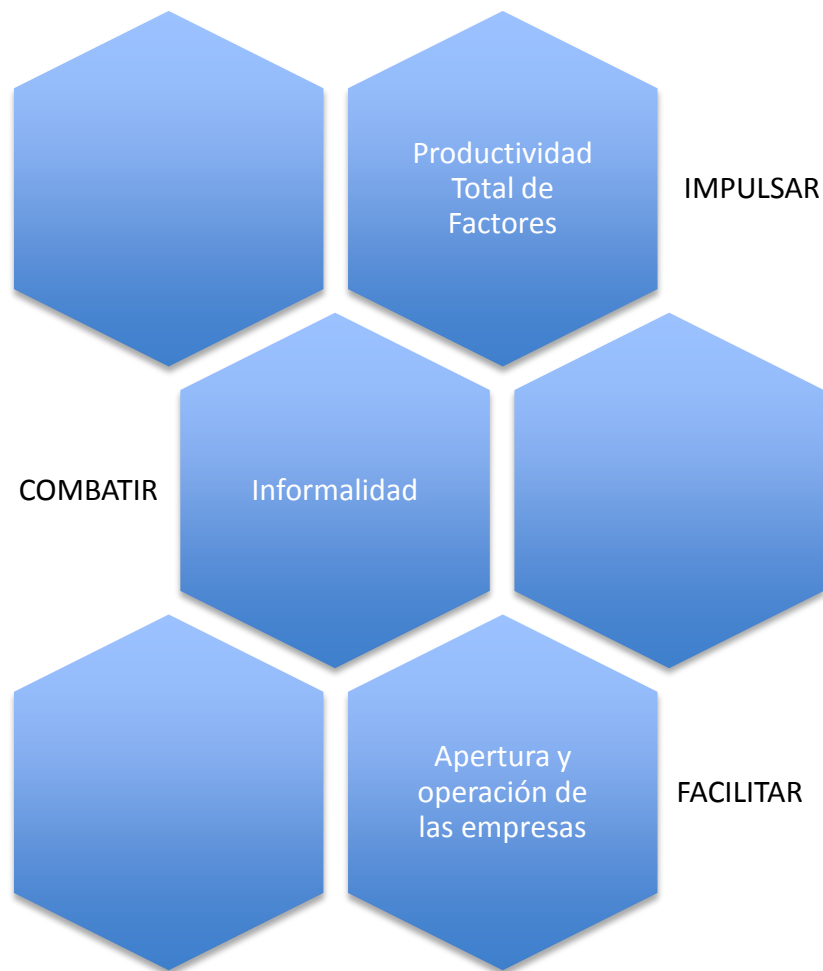 Productividad
Total de
Factores
IMPULSAR
COMBATIR
Informalidad
Apertura y
operación de
las empresas
FACILITAR